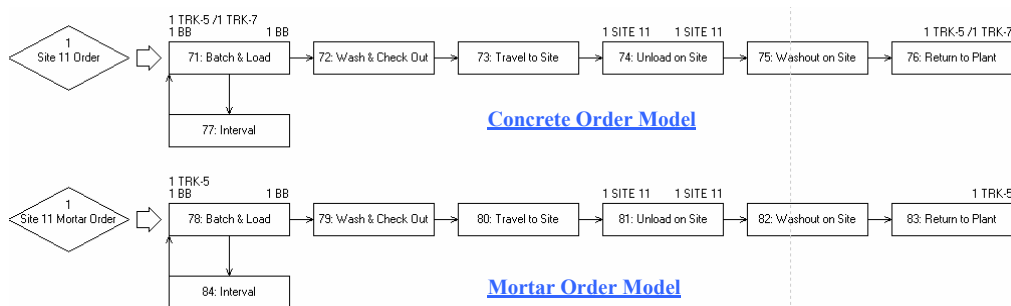 1 TRK-5 /1 TRK-7
1 BB 1 BB
1 SITE 11 1 SITE 11
1 TRK-5 /1 TRK-7
1
Site 11 Order
71: Batch & Load
72: Wash & Check Out
73: Travel to Site
74: Unload on Site
75: Washout on Site
76: Return to Plant
77: Interval
Concrete Order Model
1 TRK-5
1 BB 1 BB
1 SITE 11 1 SITE 11
1 TRK-5
1
Site 11 Mortar Order
78: Batch & Load
79: Wash & Check Out
80: Travel to Site
81: Unload on Site
82: Washout on Site
83: Return to Plant
84: Interval
Mortar Order Model